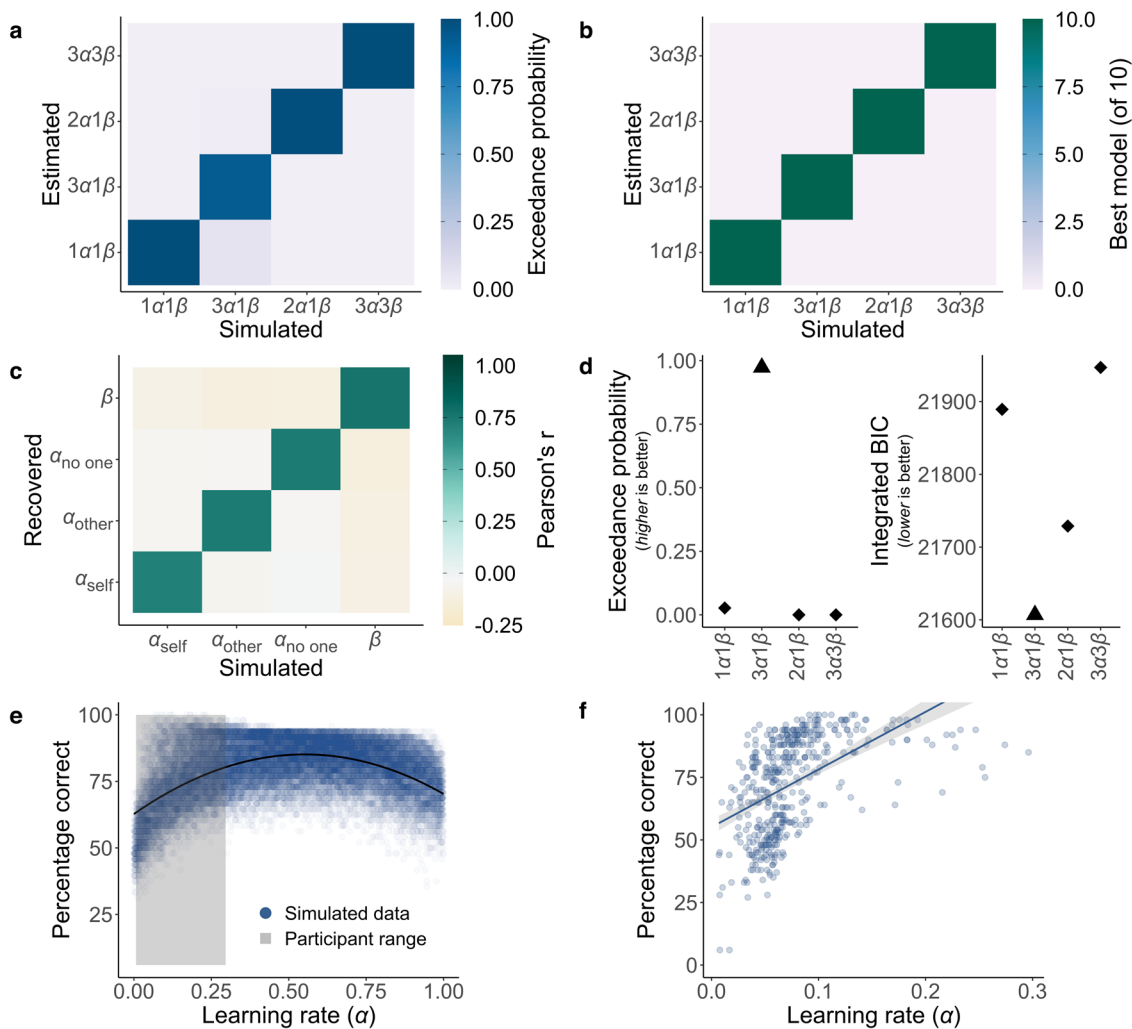 a
Estimated
3α3β
2α1β
3α1β
1α1β
1α1β 3α1β 2α1β 3α3β
Simulated
1.00
0.75
0.50
0.25
0.00
Exceedance probability
b
Estimated
3α3β
2α1β
3α1β
1α1β
1α1β 3α1β 2α1β 3α3β
Simulated
10.0
7.5
5.0
2.5
0.0
Best model (of 10)
c
Recovered
β
αno one
αother
αself
αself αother αno one β
Simulated
1.00
0.75
0.50
0.25
0.00
-0.25
Pearson's r
d
Exceedance probability
(higher is better)
1.00
0.75
0.50
0.25
0.00
1α1β
3α1β
2α1β
3α3β
Integrated BIC
(lower is better)
21900
21800
21700
21600
1α1β
3α1β
2α1β
3α3β
e
Percentage correct
100
75
50
25
Simulated data
Participant range
0.00 0.25 0.50 0.75 1.00
Learning rate (α)
f
Percentage correct
100
75
50
25
0
0.0 0.1 0.2 0.3
Learning rate (α)